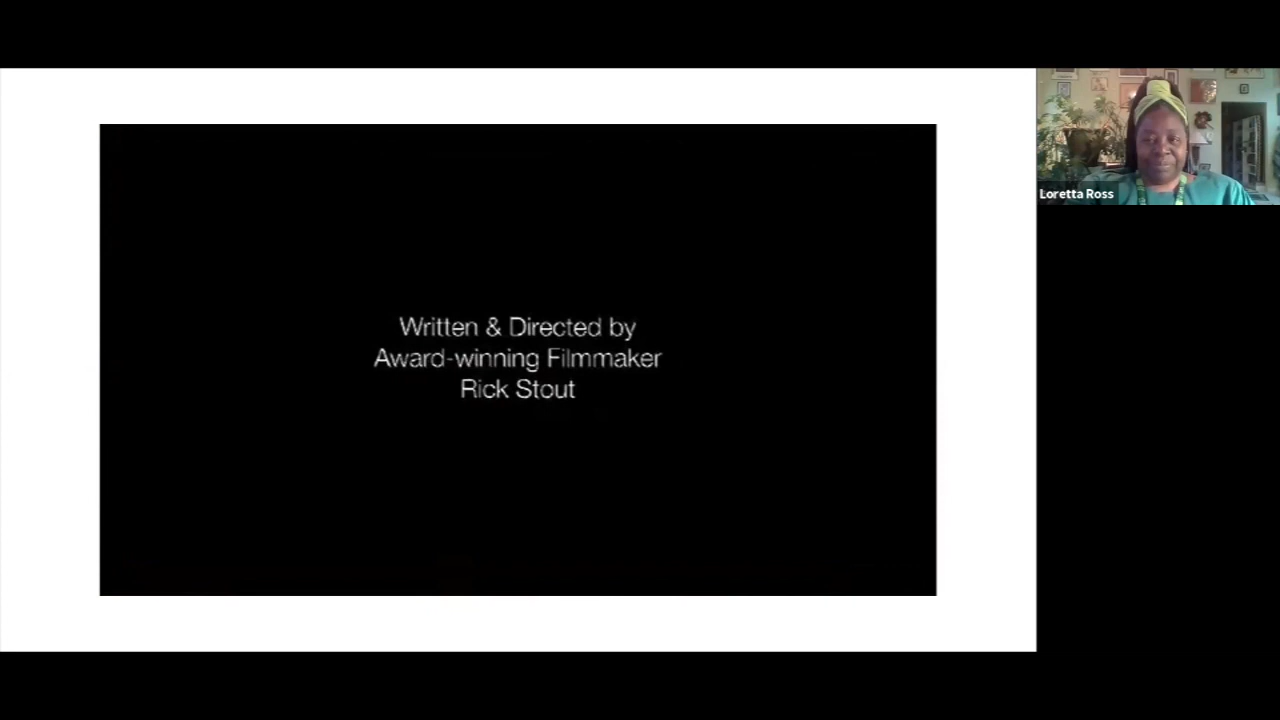 Written & Directed by
Award-winning Filmmaker
Rick Stout
Loretta Ross